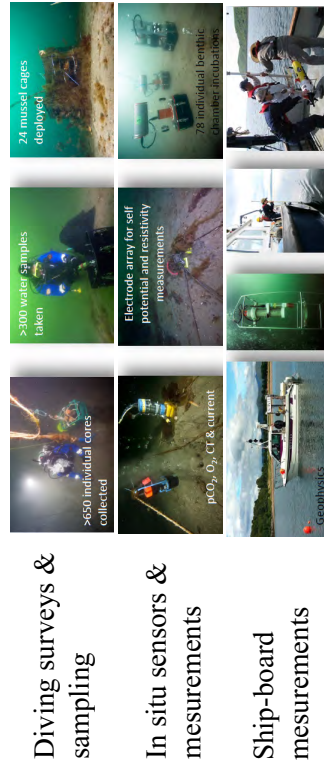 Diving surveys &
sampling
>650 individual cores
collected
>300 water samples
taken
24 mussel cages
deployed
In situ sensors &
mesurements
pCO₂, O₂, CT & current
Electrode array for self
potential and resistivity
measurements
78 individual benthic
chamber incubations
Ship-board
mesurements
Geophysics